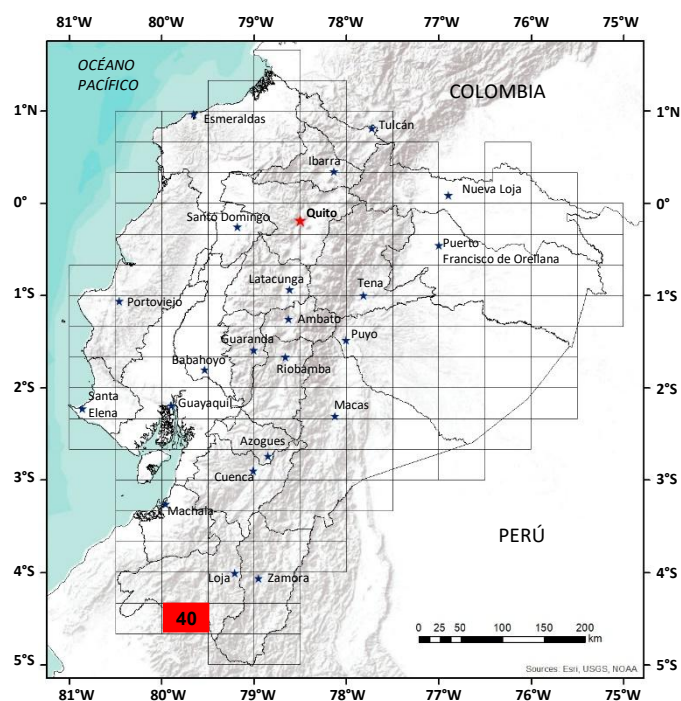 81°W 80°W 79°W 78°W 77°W 76°W 75°W
OCÉANO
PACÍFICO
COLOMBIA
1°N 1°N
Esmeraldas
Tulcán
Ibarra
Nueva Loja
0° 0°
Santo Domingo
Quito
Puerto
Francisco de Orellana
Latacunga
Tena
1°S 1°S
Portoviejo
Ambato
Guaranda
Puyo
Babahoyo
Riobamba
2°S 2°S
Santa
Elena
Guayaquil
Macas
Azogues
Cuenca
3°S 3°S
Machala
PERÚ
4°S 4°S
Loja
Zamora
40
0 25 50 100 150 200
km
5°S 5°S
Sources: Esri, USGS, NOAA
81°W 80°W 79°W 78°W 77°W 76°W 75°W